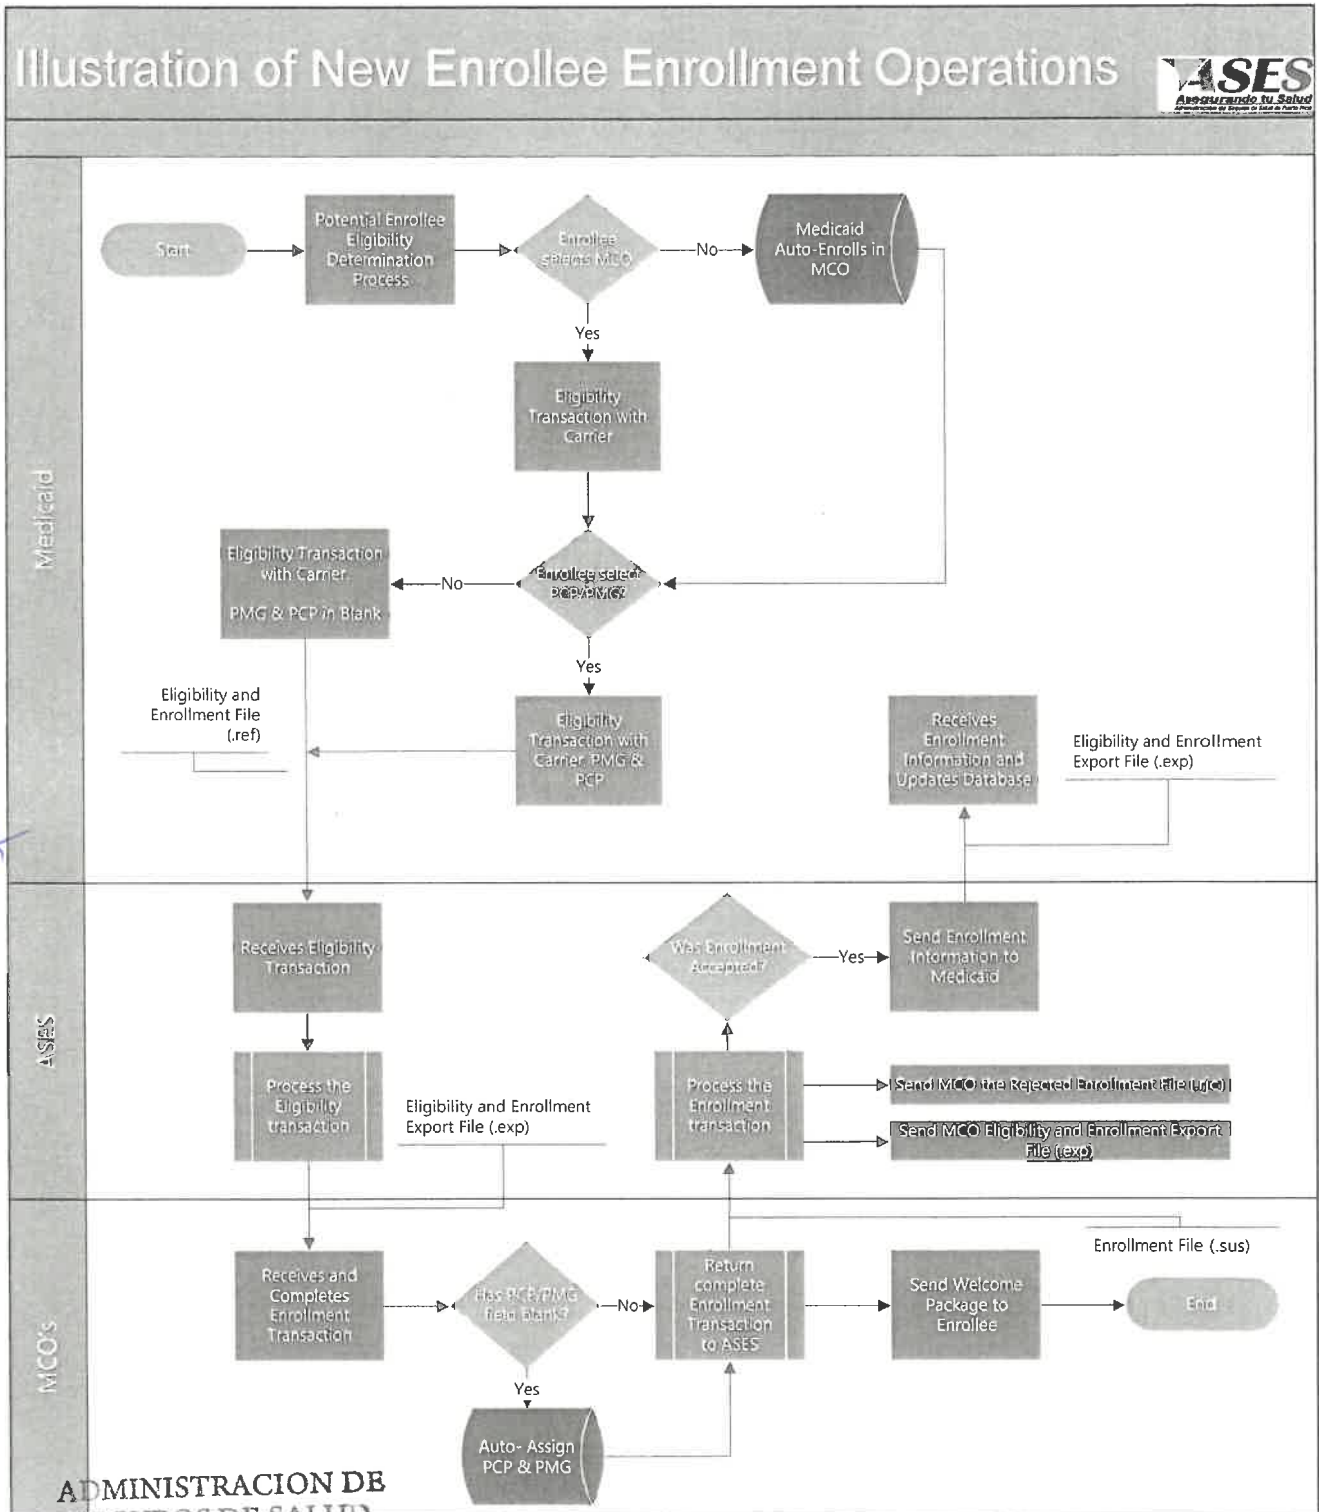 Illustration of New Enrollee Enrollment Operations
ASES
Asegurando tu Salud
Medicaid
Start
Potential Enrollee
Eligibility
Determination
Process
Enrollee
selects MCO
No
Medicaid
Auto-Enrolls in
MCO
Yes
Eligibility
Transaction with
Carrier
Enrollee select
PCP/PMG?
No
Eligibility Transaction
with Carrier.
PMG & PCP in Blank
Yes
Eligibility and
Enrollment File
(.ref)
Eligibility
Transaction with
Carrier, PMG &
PCP
Receives
Enrollment
Information and
Updates Database
Eligibility and Enrollment
Export File (.exp)
ASES
Receives Eligibility
Transaction
Was Enrollment
Accepted?
Yes
Send Enrollment
Information to
Medicaid
Process the
Eligibility
transaction
Eligibility and Enrollment
Export File (.exp)
Process the
Enrollment
transaction
Send MCO the Rejected Enrollment File (.rjc)
Send MCO Eligibility and Enrollment Export
File (.exp)
MCO's
Receives and
Completes
Enrollment
Transaction
Has PCP/PMG
field blank?
No
Return
complete
Enrollment
Transaction
to ASES
Enrollment File (.sus)
Send Welcome
Package to
Enrollee
End
Yes
Auto- Assign
PCP & PMG
ADMINISTRACION DE
DE SALUD